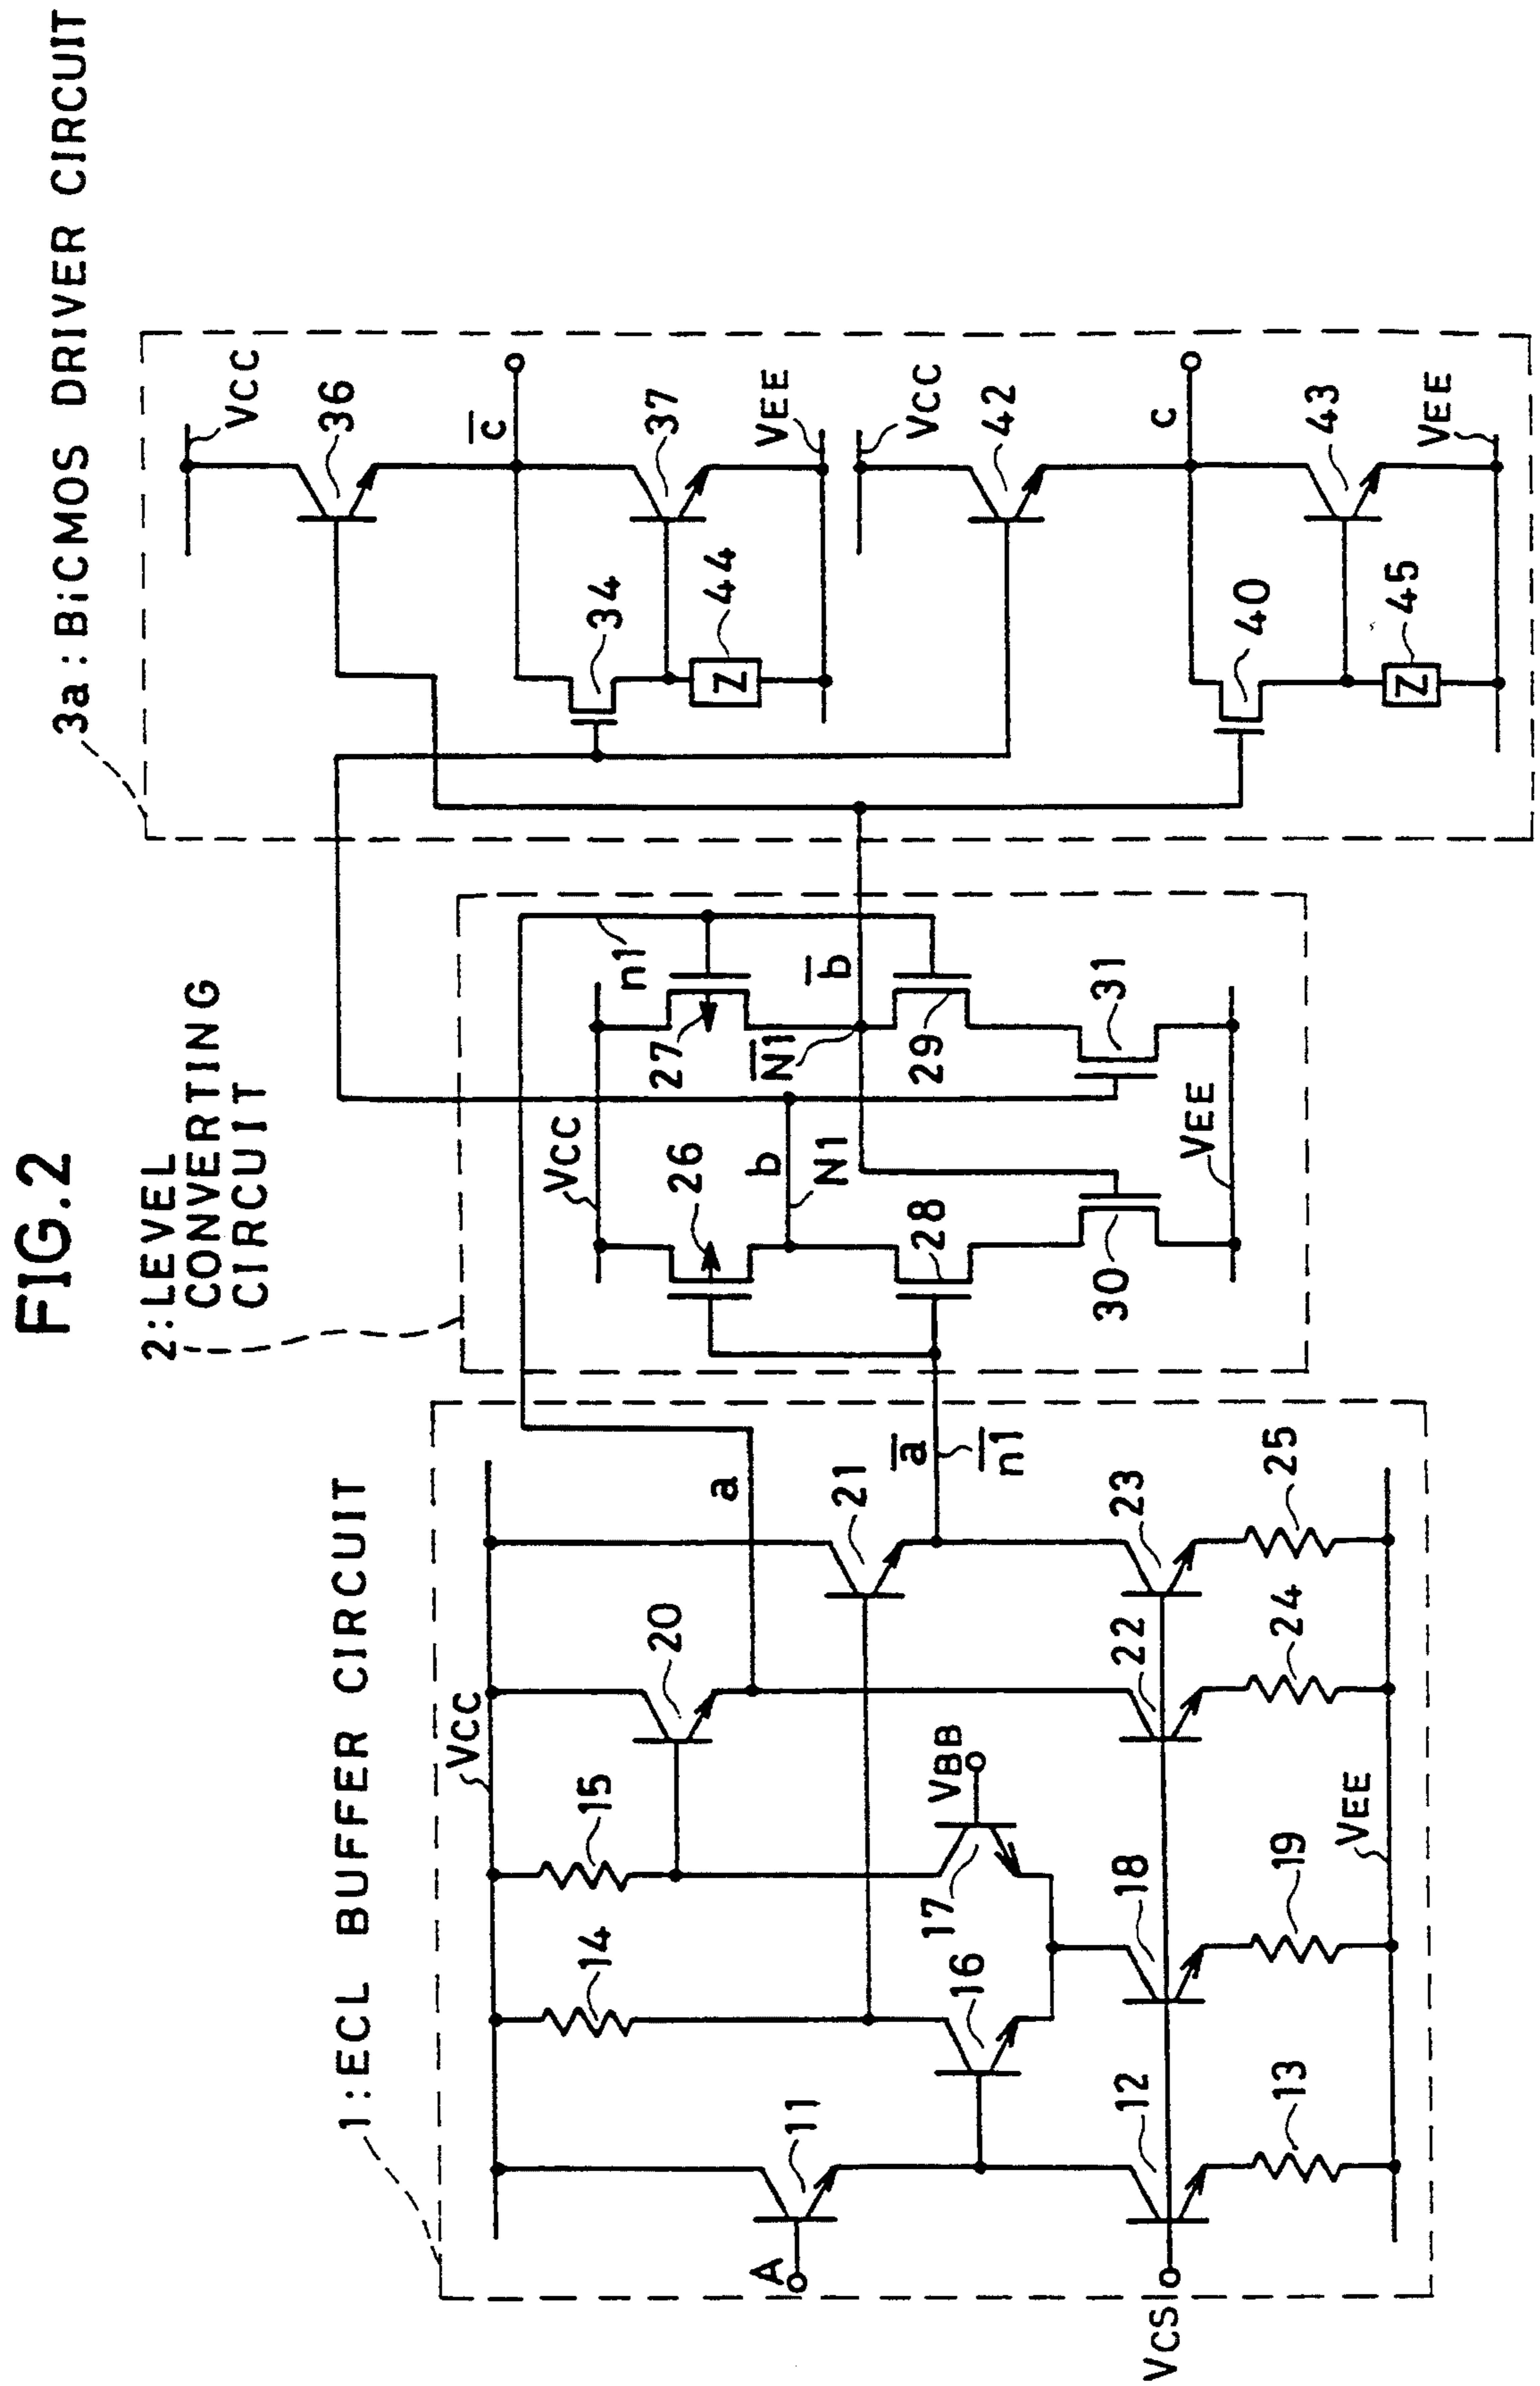 FIG.2
1:ECL BUFFER CIRCUIT
2:LEVEL
CONVERTING
CIRCUIT
3a:BiCMOS DRIVER CIRCUIT
A
VCS
11
12
13
14
15
16
17
18
19
VCC
VBB
VEE
20
21
22
23
24
25
a
a̅
n̅1̅
VCC
26
27
28
29
30
31
b
N1
b̅
N̅1̅
n1
VEE
VCC
36
c̅
34
37
44
Z
VEE
VCC
42
c
40
43
45
Z
VEE